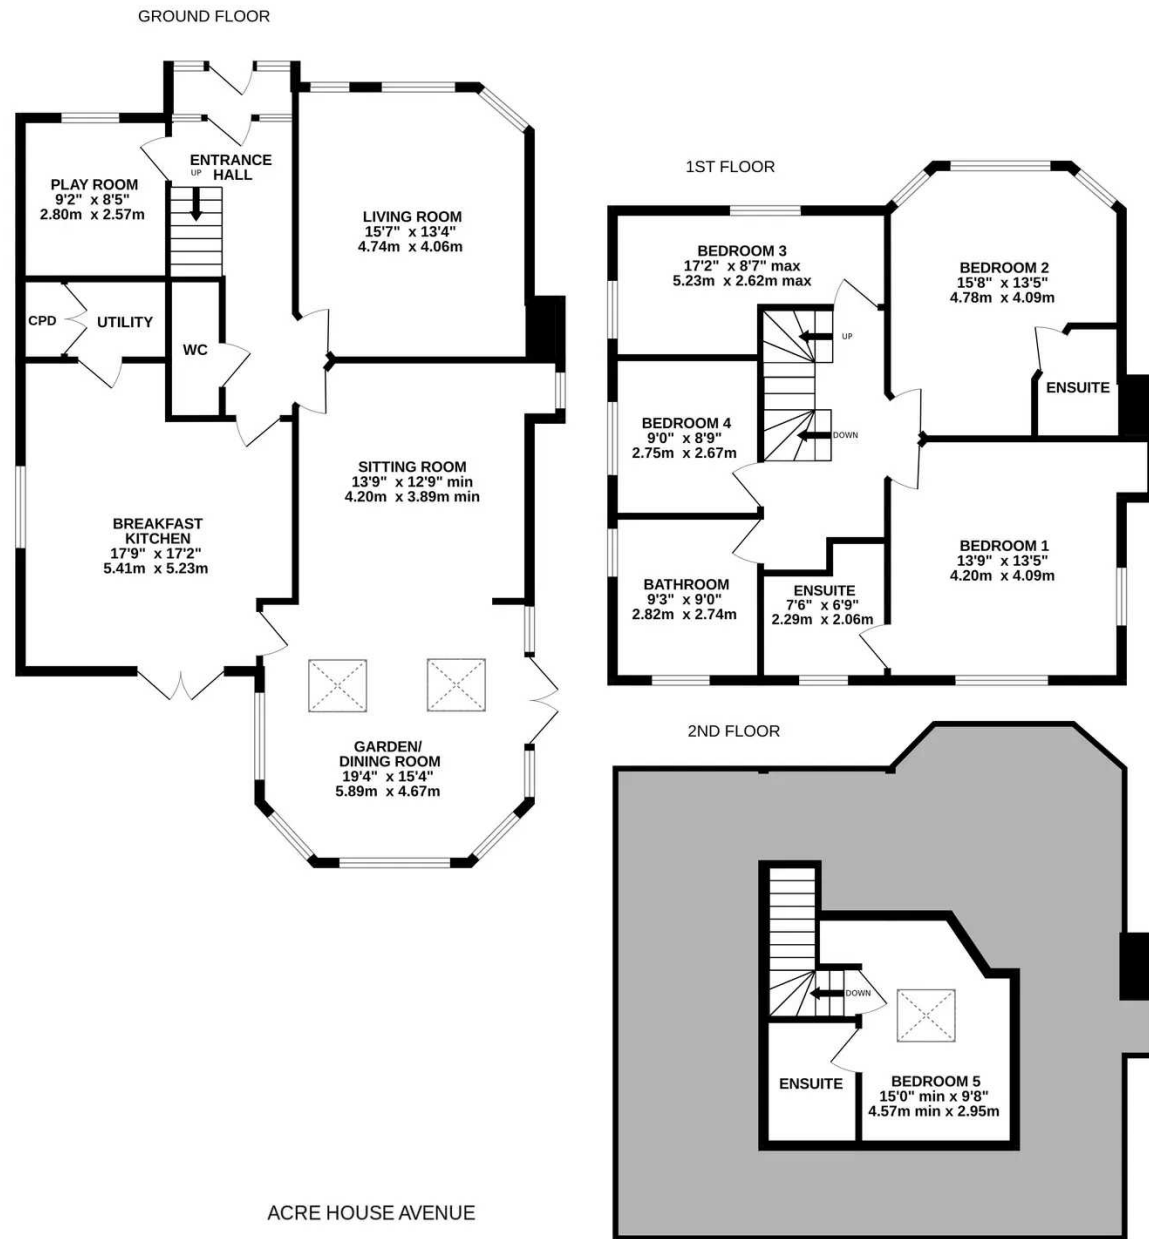 GROUND FLOOR
ENTRANCE
HALL
UP
PLAY ROOM
9'2" x 8'5"
2.80m x 2.57m
LIVING ROOM
15'7" x 13'4"
4.74m x 4.06m
CPD
UTILITY
WC
SITTING ROOM
13'9" x 12'9" min
4.20m x 3.89m min
BREAKFAST
KITCHEN
17'9" x 17'2"
5.41m x 5.23m
GARDEN/
DINING ROOM
19'4" x 15'4"
5.89m x 4.67m
1ST FLOOR
BEDROOM 3
17'2" x 8'7" max
5.23m x 2.62m max
BEDROOM 2
15'8" x 13'5"
4.78m x 4.09m
UP
ENSUITE
BEDROOM 4
9'0" x 8'9"
2.75m x 2.67m
DOWN
BEDROOM 1
13'9" x 13'5"
4.20m x 4.09m
BATHROOM
9'3" x 9'0"
2.82m x 2.74m
ENSUITE
7'6" x 6'9"
2.29m x 2.06m
2ND FLOOR
DOWN
ENSUITE
BEDROOM 5
15'0" min x 9'8"
4.57m min x 2.95m
ACRE HOUSE AVENUE